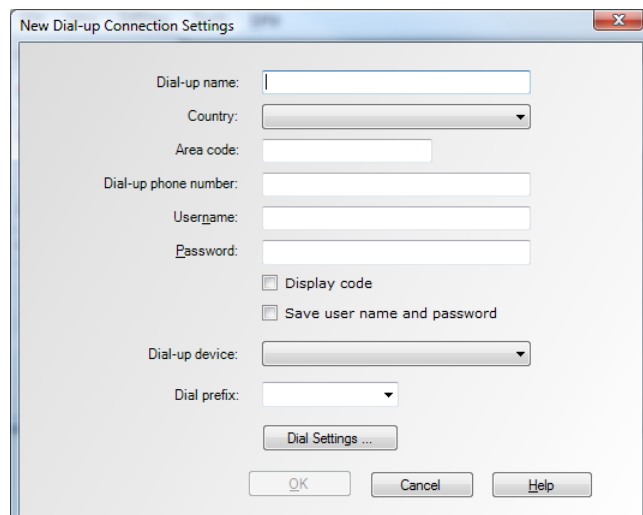 New Dial-up Connection Settings
Dial-up name:
Country:
Area code:
Dial-up phone number:
Username:
Password:
Display code
Save user name and password
Dial-up device:
Dial prefix:
Dial Settings ...
OK Cancel Help